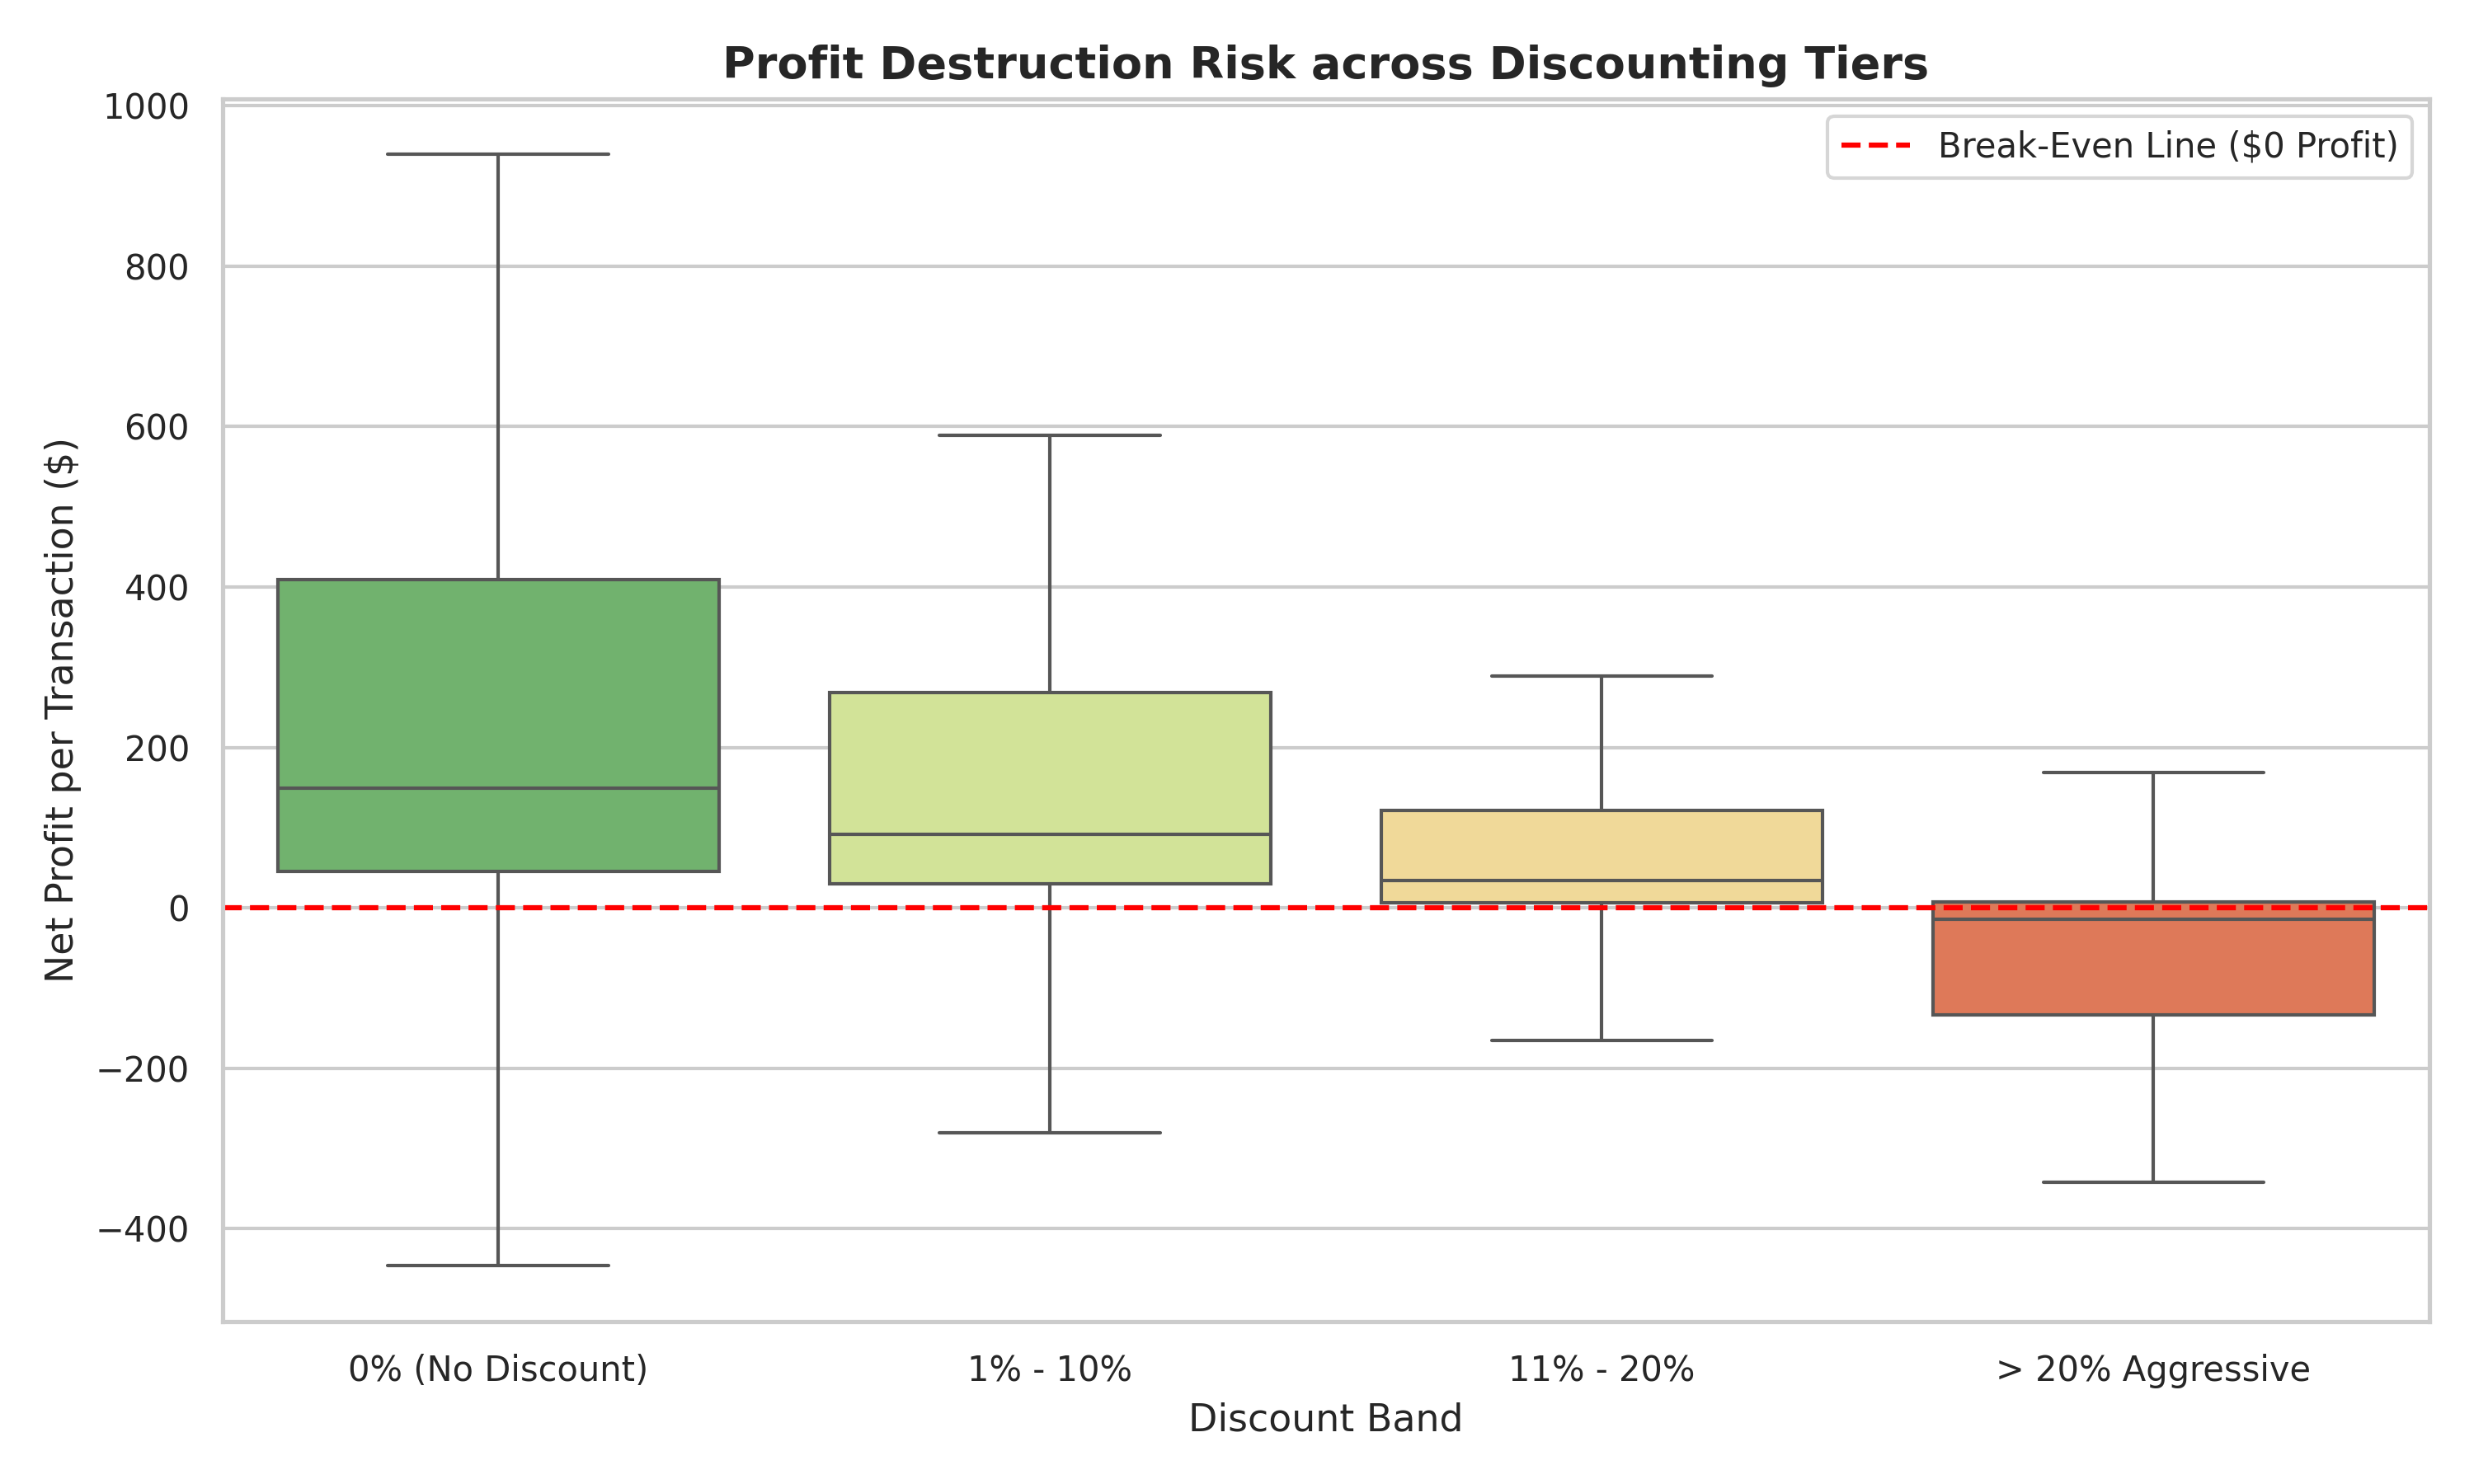 Profit Destruction Risk across Discounting Tiers
Break-Even Line ($0 Profit)
Net Profit per Transaction ($)
1000
800
600
400
200
0
−200
−400
0% (No Discount)
1% - 10%
11% - 20%
> 20% Aggressive
Discount Band